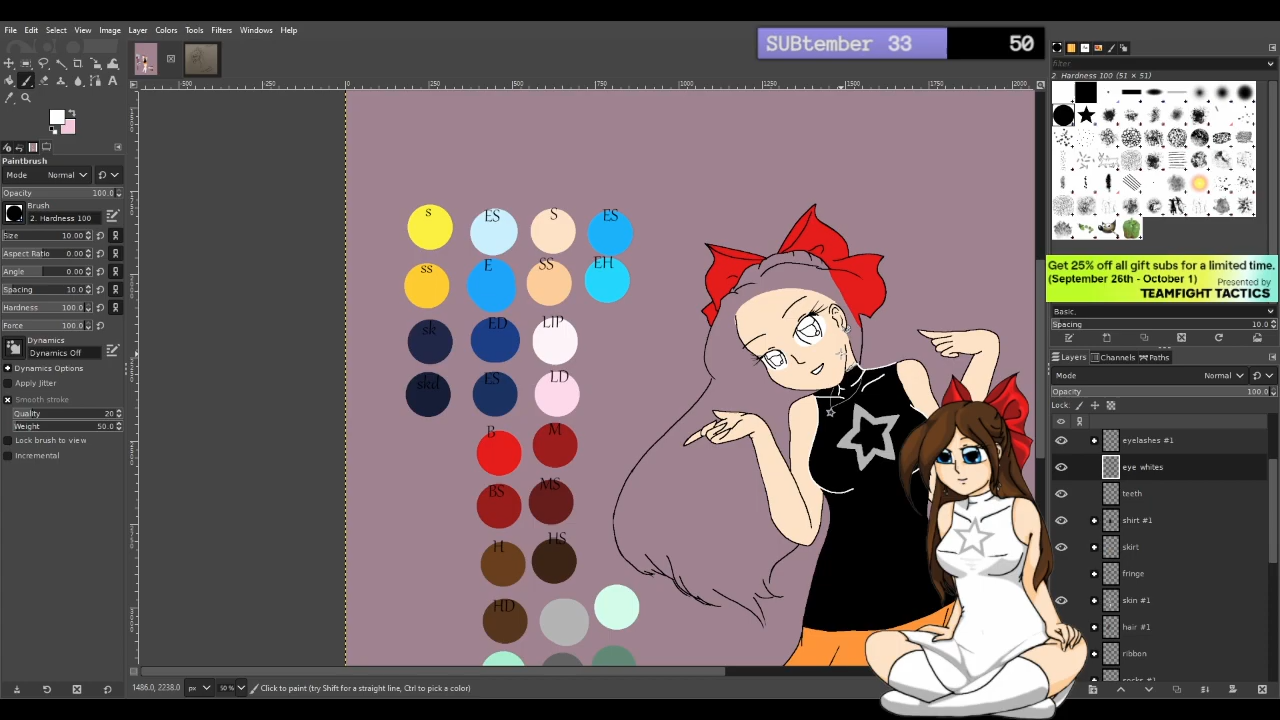 File Edit Select View Image Layer Colors Tools Filters Windows Help
SUBtember 33 50
filter
2. Hardness 100 (51 × 51)
Paintbrush
Mode Normal
Opacity 100.0
Brush
2. Hardness 100
Size 10.00
Aspect Ratio 0.00
Angle 0.00
Spacing 10.0
Hardness 100.0
Force 100.0
Dynamics
Dynamics Off
Dynamics Options
Apply Jitter
Smooth stroke
Quality 20
Weight 50.0
Lock brush to view
Incremental
s ES S ES
ss E SS EH
sk ED LIP
skd ES LD
B M
BS MS
H HS
HD
Get 25% off all gift subs for a limited time.
(September 26th - October 1) Presented by
TEAMFIGHT TACTICS
Basic,
Spacing 10.0
Layers Channels Paths
Mode Normal
Opacity 100.0
Lock:
eyelashes #1
eye whites
teeth
shirt #1
skirt
fringe
skin #1
hair #1
ribbon
socks #1
1486.0, 2238.0 px 50 % Click to paint (try Shift for a straight line, Ctrl to pick a color)